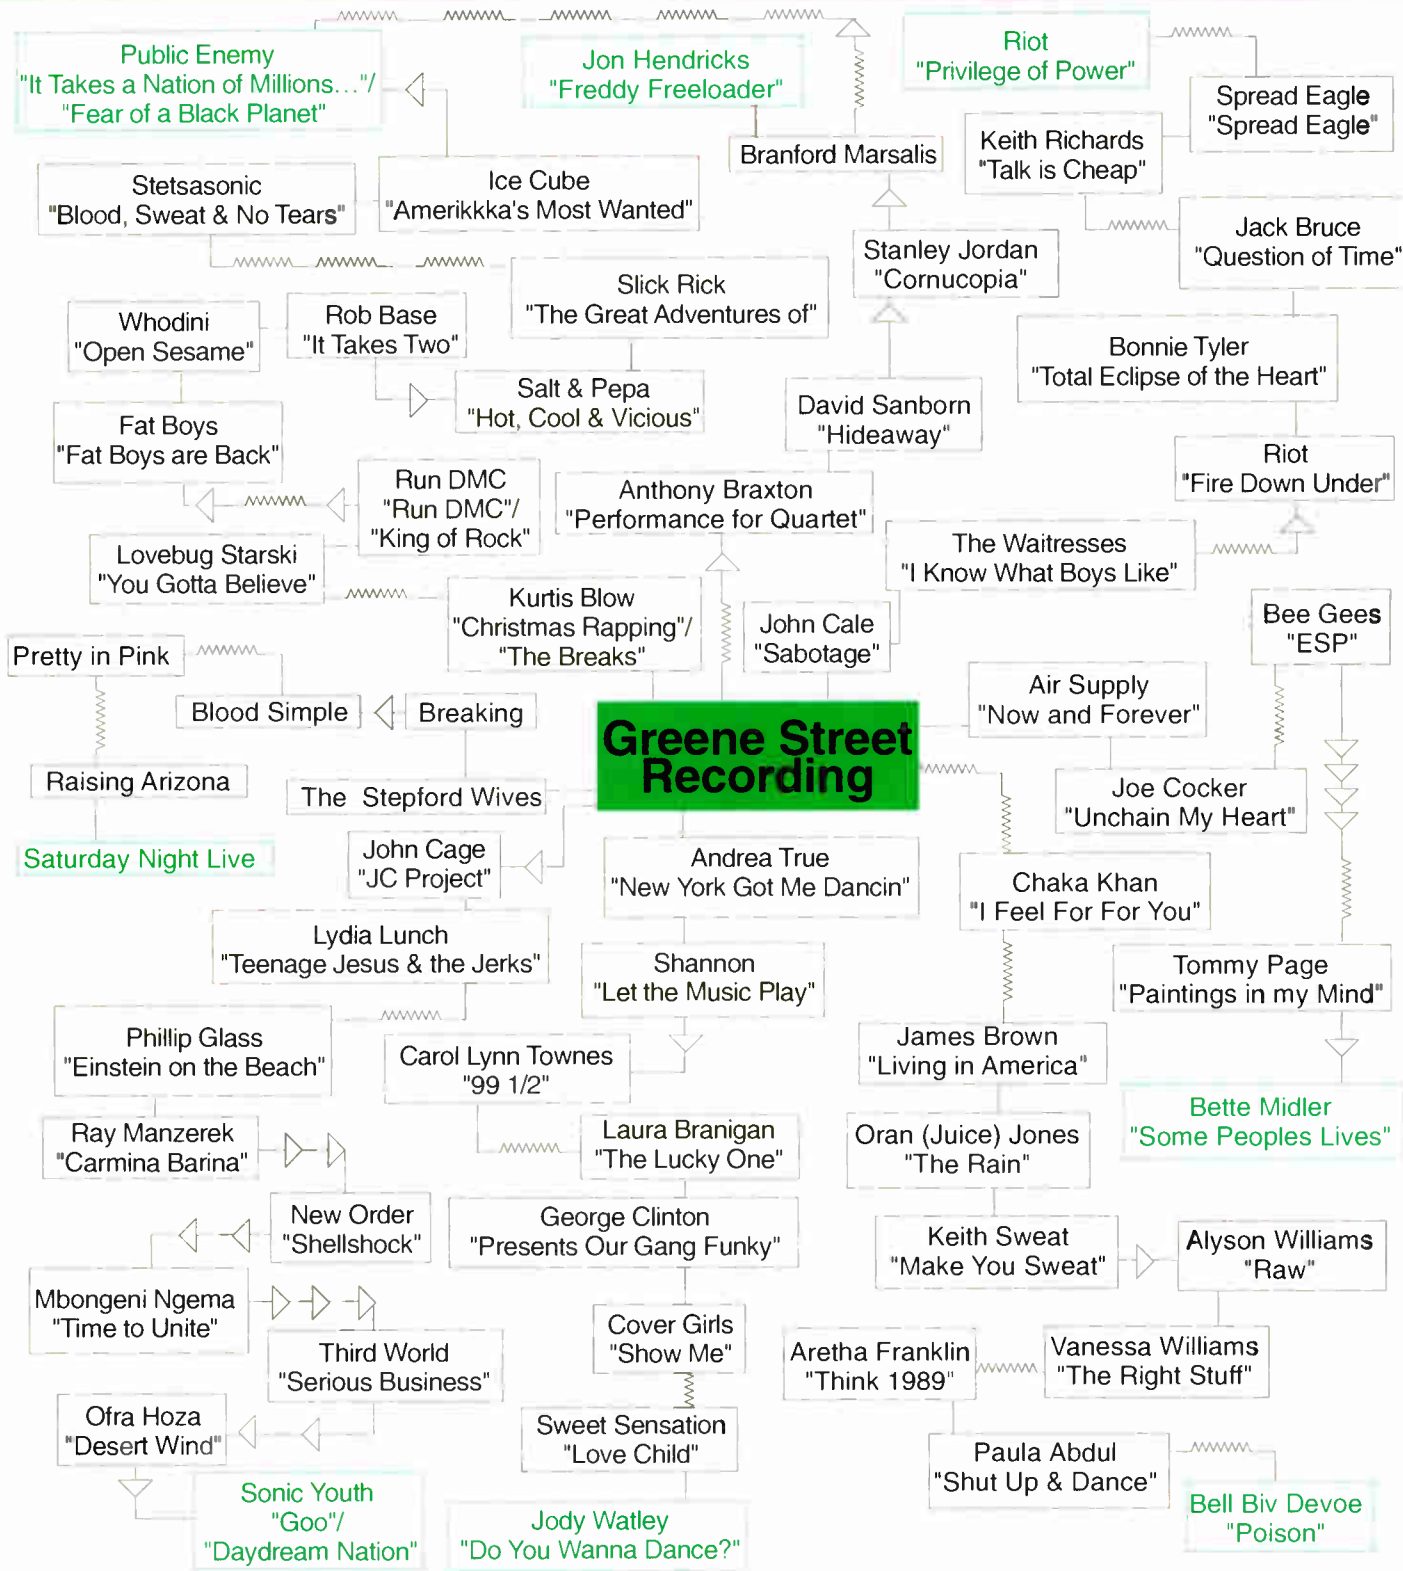 Public Enemy
"It Takes a Nation of Millions..."/
"Fear of a Black Planet"
Jon Hendricks
"Freddy Freeloader"
Riot
"Privilege of Power"
Spread Eagle
"Spread Eagle"
Keith Richards
"Talk is Cheap"
Branford Marsalis
Stetsasonic
"Blood, Sweat & No Tears"
Ice Cube
"Amerikkka's Most Wanted"
Jack Bruce
"Question of Time"
Stanley Jordan
"Cornucopia"
Slick Rick
"The Great Adventures of"
Whodini
"Open Sesame"
Rob Base
"It Takes Two"
Bonnie Tyler
"Total Eclipse of the Heart"
Salt & Pepa
"Hot, Cool & Vicious"
David Sanborn
"Hideaway"
Fat Boys
"Fat Boys are Back"
Riot
"Fire Down Under"
Run DMC
"Run DMC"/
"King of Rock"
Anthony Braxton
"Performance for Quartet"
Lovebug Starski
"You Gotta Believe"
The Waitresses
"I Know What Boys Like"
Kurtis Blow
"Christmas Rapping"/
"The Breaks"
John Cale
"Sabotage"
Bee Gees
"ESP"
Pretty in Pink
Blood Simple
Breaking
Air Supply
"Now and Forever"
Greene Street
Recording
Raising Arizona
The Stepford Wives
Joe Cocker
"Unchain My Heart"
Saturday Night Live
John Cage
"JC Project"
Andrea True
"New York Got Me Dancin"
Chaka Khan
"I Feel For For You"
Lydia Lunch
"Teenage Jesus & the Jerks"
Shannon
"Let the Music Play"
Tommy Page
"Paintings in my Mind"
Phillip Glass
"Einstein on the Beach"
Carol Lynn Townes
"99 1/2"
James Brown
"Living in America"
Bette Midler
"Some Peoples Lives"
Ray Manzerek
"Carmina Barina"
Laura Branigan
"The Lucky One"
Oran (Juice) Jones
"The Rain"
New Order
"Shellshock"
George Clinton
"Presents Our Gang Funky"
Keith Sweat
"Make You Sweat"
Alyson Williams
"Raw"
Mbongeni Ngema
"Time to Unite"
Cover Girls
"Show Me"
Third World
"Serious Business"
Aretha Franklin
"Think 1989"
Vanessa Williams
"The Right Stuff"
Ofra Hoza
"Desert Wind"
Sweet Sensation
"Love Child"
Paula Abdul
"Shut Up & Dance"
Sonic Youth
"Goo"/
"Daydream Nation"
Jody Watley
"Do You Wanna Dance?"
Bell Biv Devoe
"Poison"